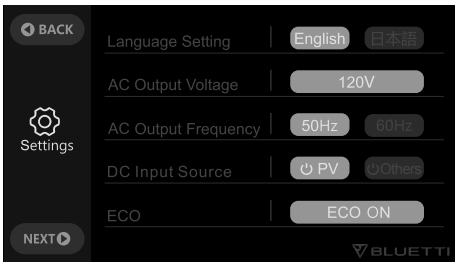 BACK
Settings
NEXT
Language Setting English 日本語
AC Output Voltage 120V
AC Output Frequency 50Hz 60Hz
DC Input Source PV Others
ECO ECO ON
BLUETTI